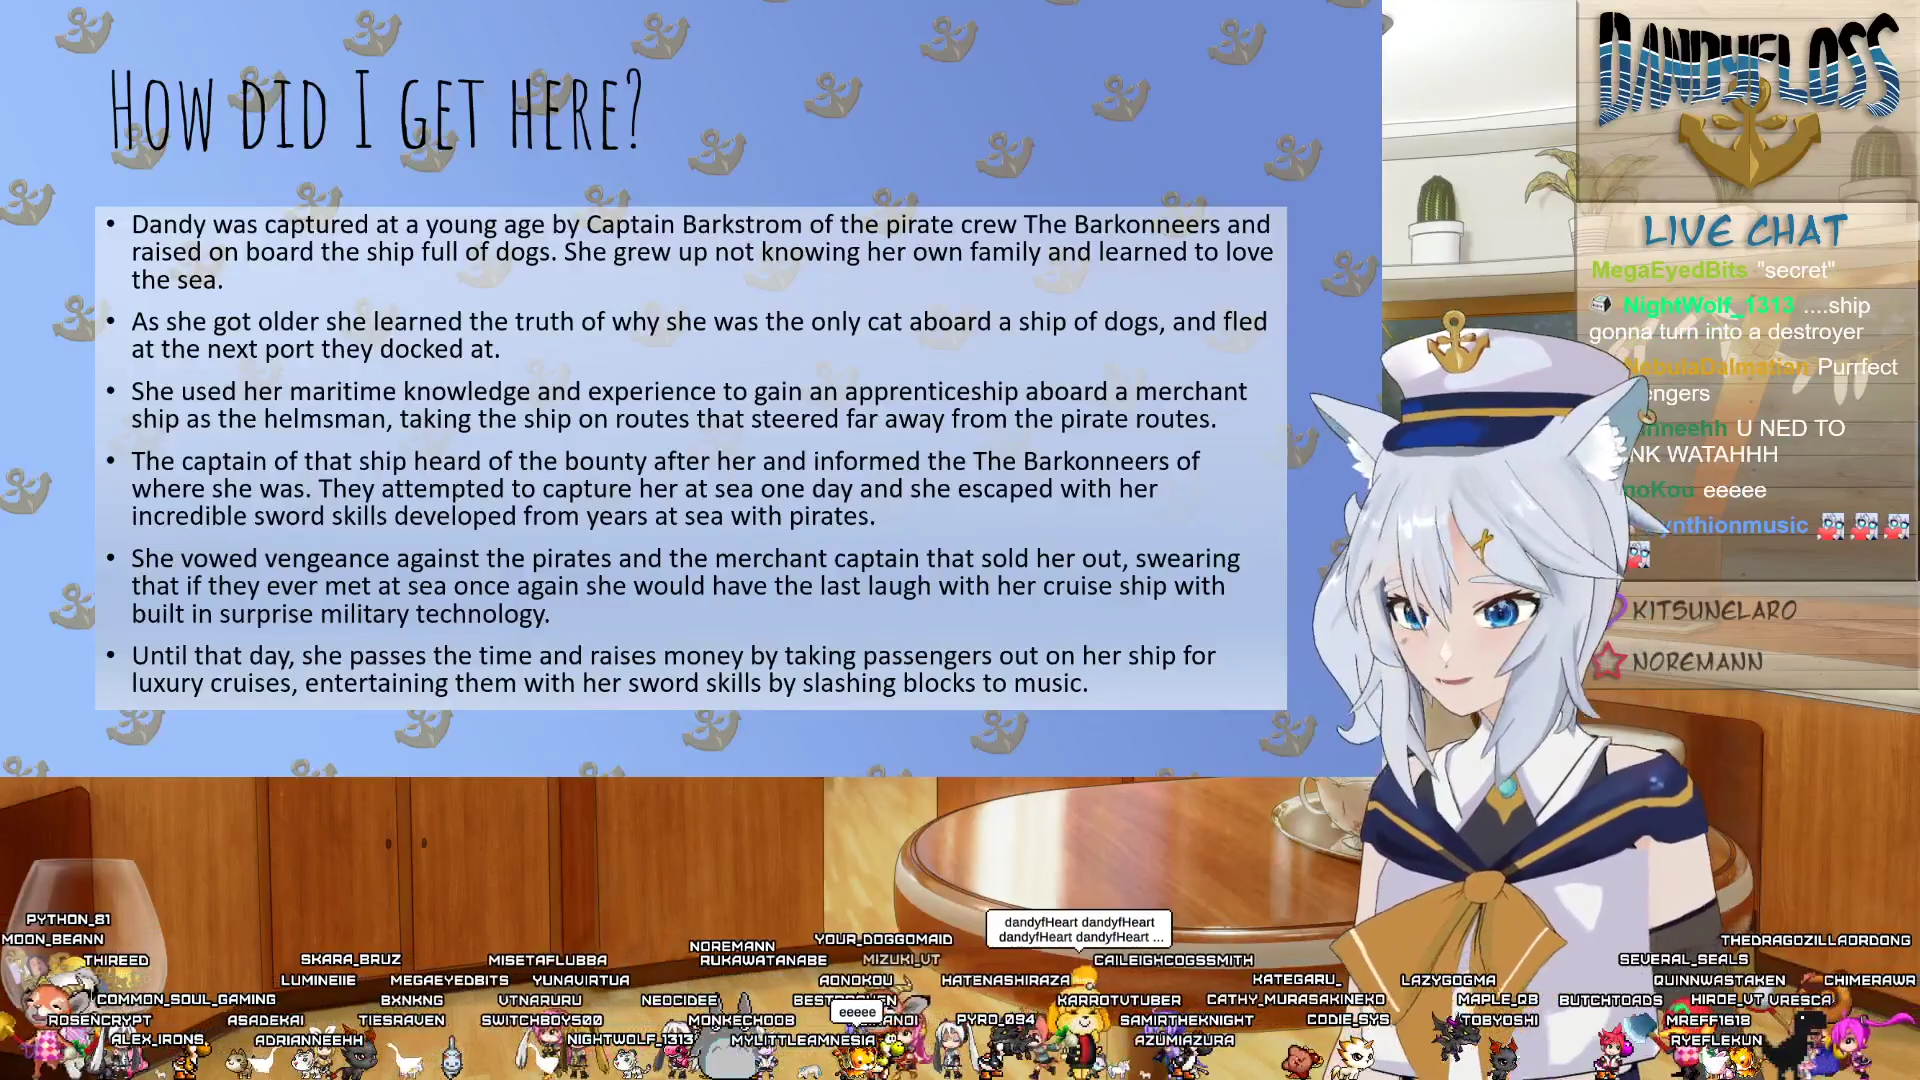 HOW DID I GET HERE?
• Dandy was captured at a young age by Captain Barkstrom of the pirate crew The Barkonneers and
raised on board the ship full of dogs. She grew up not knowing her own family and learned to love
the sea.
• As she got older she learned the truth of why she was the only cat aboard a ship of dogs, and fled
at the next port they docked at.
• She used her maritime knowledge and experience to gain an apprenticeship aboard a merchant
ship as the helmsman, taking the ship on routes that steered far away from the pirate routes.
• The captain of that ship heard of the bounty after her and informed the The Barkonneers of
where she was. They attempted to capture her at sea one day and she escaped with her
incredible sword skills developed from years at sea with pirates.
• She vowed vengeance against the pirates and the merchant captain that sold her out, swearing
that if they ever met at sea once again she would have the last laugh with her cruise ship with
built in surprise military technology.
• Until that day, she passes the time and raises money by taking passengers out on her ship for
luxury cruises, entertaining them with her sword skills by slashing blocks to music.
DANDYFLOSS
LIVE CHAT
MegaEyedBits "secret"
NightWolf_1313 ....ship
gonna turn into a destroyer
NebulaDalmatian Purrfect
U NED TO
WATAHHH
eeeee
KITSUNELARO
NOREMANN
dandyfHeart dandyfHeart
dandyfHeart dandyfHeart ...
PYTHON_81
MOON_BEANN
THIREED
SKARA_BRUZ
MISETAFLUBBA
NOREMANN
RUKAWATANABE
YOUR_DOGGOMAID
MIZUKI_VT
CAILEIGHCOGSSMITH
THEDRAGOZILLAORDONG
SEVERAL_SEALS
LUMINEIIE
MEGAEYEDBITS
YUNAVIRTUA
AONOKOU
HATENASHIRAZA
KATEGARU_
LAZYGOGMA
QUINNWASTAKEN
CHIMERAWR
COMMON_SOUL_GAMING
BXNKNG
VTNARURU
NEOCIDEE
KARROTVTUBER
CATHY_MURASAKINEKO
MAPLE_QB
BUTCHTOADS
HIROE_VT
VRESCA
eeeee
ROSENCRYPT
ASADEKAI
TIESRAVEN
SWITCHBOY500
MONKECHOOB
PYRO_094
SAMIRTHEKNIGHT
CODIE_SYS
TOBYOSHI
MREFF1618
ALEX_IRONS
ADRIANNEEHH
NIGHTWOLF_1313
MYLITTLEAMNESIA
AZUMIAZURA
RYEFLEKUN